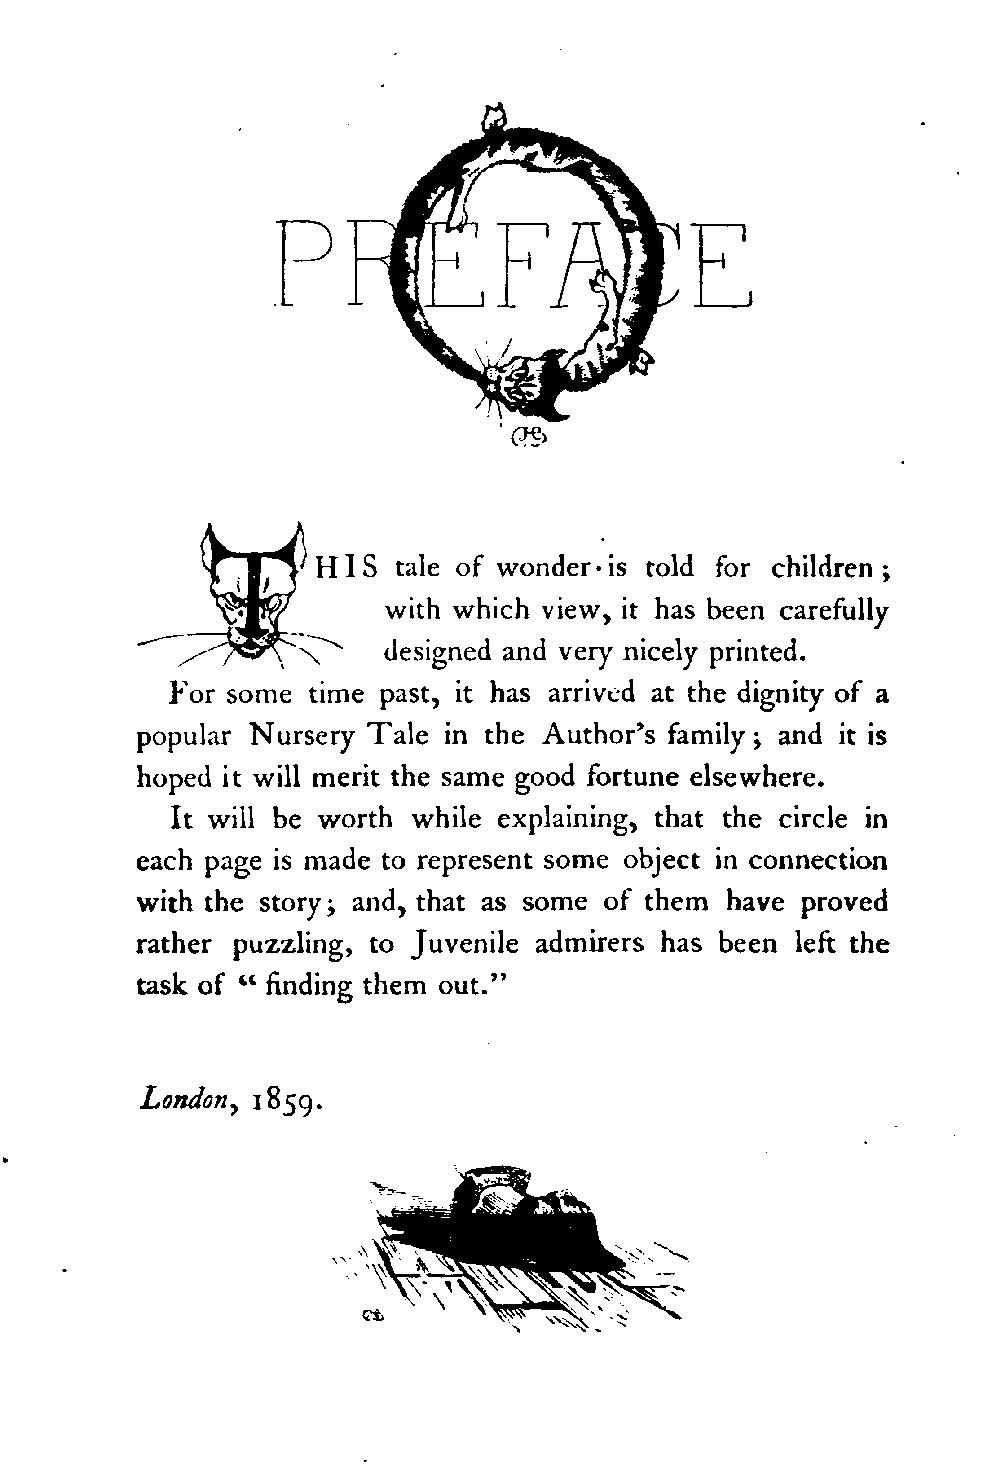 PREFACE
THIS tale of wonder is told for children;
with which view, it has been carefully
designed and very nicely printed.
For some time past, it has arrived at the dignity of a
popular Nursery Tale in the Author's family; and it is
hoped it will merit the same good fortune elsewhere.
It will be worth while explaining, that the circle in
each page is made to represent some object in connection
with the story; and, that as some of them have proved
rather puzzling, to Juvenile admirers has been left the
task of "finding them out."
London, 1859.